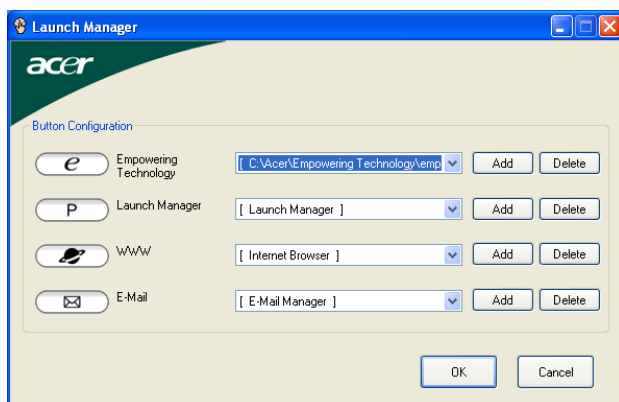 Launch Manager
acer
Button Configuration
e Empowering Technology [ C:\Acer\Empowering Technology\emp Add Delete
P Launch Manager [ Launch Manager ] Add Delete
WWW [ Internet Browser ] Add Delete
E-Mail [ E-Mail Manager ] Add Delete
OK Cancel